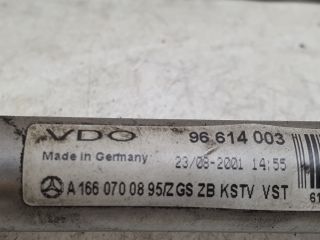 VDO 96.614 003
Made in Germany 23/08-2001 14:55
A 166 070 08 95/Z GS ZB KSTV VST 61